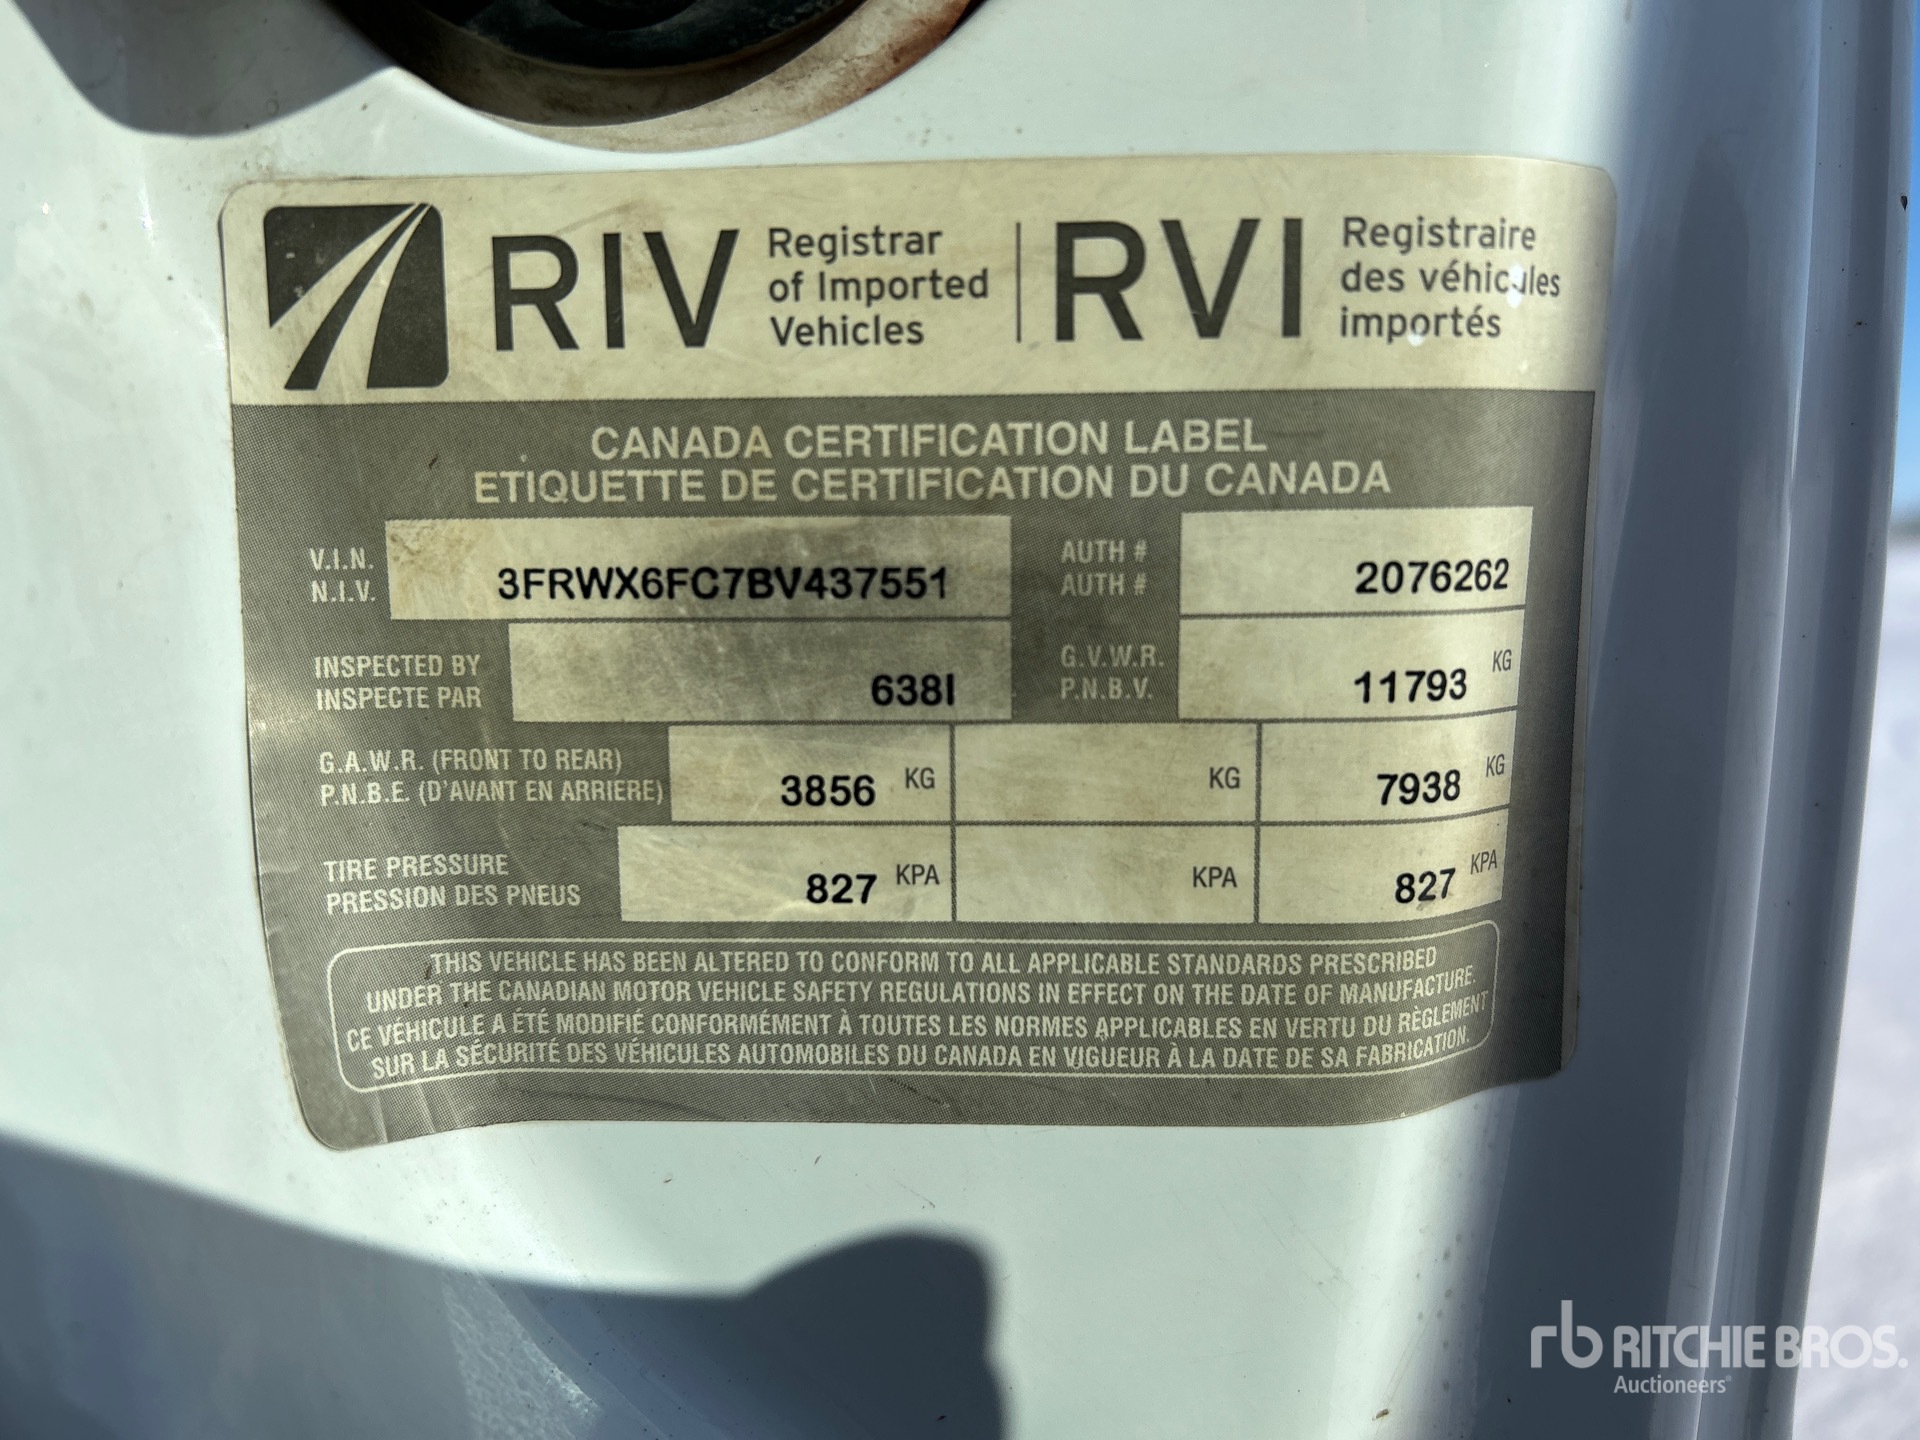 RIV Registrar of Imported Vehicles | RVI Registraire des véhicules importés
CANADA CERTIFICATION LABEL
ETIQUETTE DE CERTIFICATION DU CANADA
V.I.N. N.I.V. 3FRWX6FC7BV437551 AUTH # AUTH # 2076262
INSPECTED BY INSPECTE PAR 638I G.V.W.R. P.N.B.V. 11793 KG
G.A.W.R. (FRONT TO REAR) P.N.B.E. (D'AVANT EN ARRIERE) 3856 KG KG 7938 KG
TIRE PRESSURE PRESSION DES PNEUS 827 KPA KPA 827 KPA
THIS VEHICLE HAS BEEN ALTERED TO CONFORM TO ALL APPLICABLE STANDARDS PRESCRIBED
UNDER THE CANADIAN MOTOR VEHICLE SAFETY REGULATIONS IN EFFECT ON THE DATE OF MANUFACTURE.
CE VÉHICULE A ÉTÉ MODIFIÉ CONFORMÉMENT À TOUTES LES NORMES APPLICABLES EN VERTU DU RÈGLEMENT
SUR LA SÉCURITÉ DES VÉHICULES AUTOMOBILES DU CANADA EN VIGUEUR À LA DATE DE SA FABRICATION.
rb RITCHIE BROS.
Auctioneers